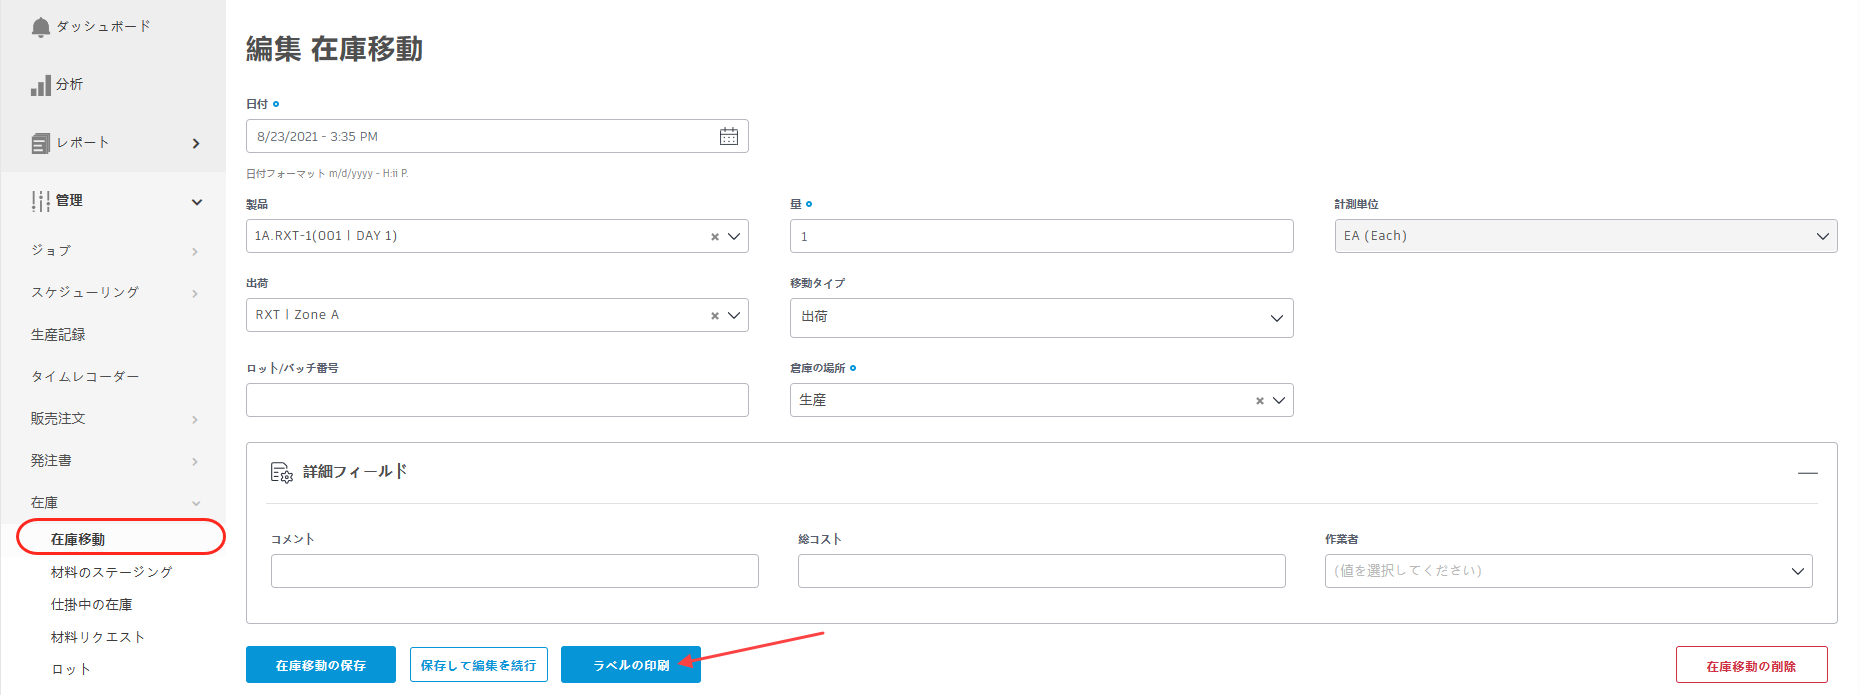 ダッシュボード
分析
レポート
管理
ジョブ
スケジューリング
生産記録
タイムレコーダー
販売注文
発注書
在庫
在庫移動
材料のステージング
仕掛中の在庫
材料リクエスト
ロット
編集 在庫移動
日付
8/23/2021 - 3:35 PM
日付フォーマット m/d/yyyy - H:ii P.
製品
量
計測単位
1A.RXT-1(001 | DAY 1)
1
EA (Each)
出荷
移動タイプ
RXT | Zone A
出荷
ロット/バッチ番号
倉庫の場所
生産
詳細フィールド
コメント
総コスト
作業者
(値を選択してください)
在庫移動の保存
保存して編集を続行
ラベルの印刷
在庫移動の削除